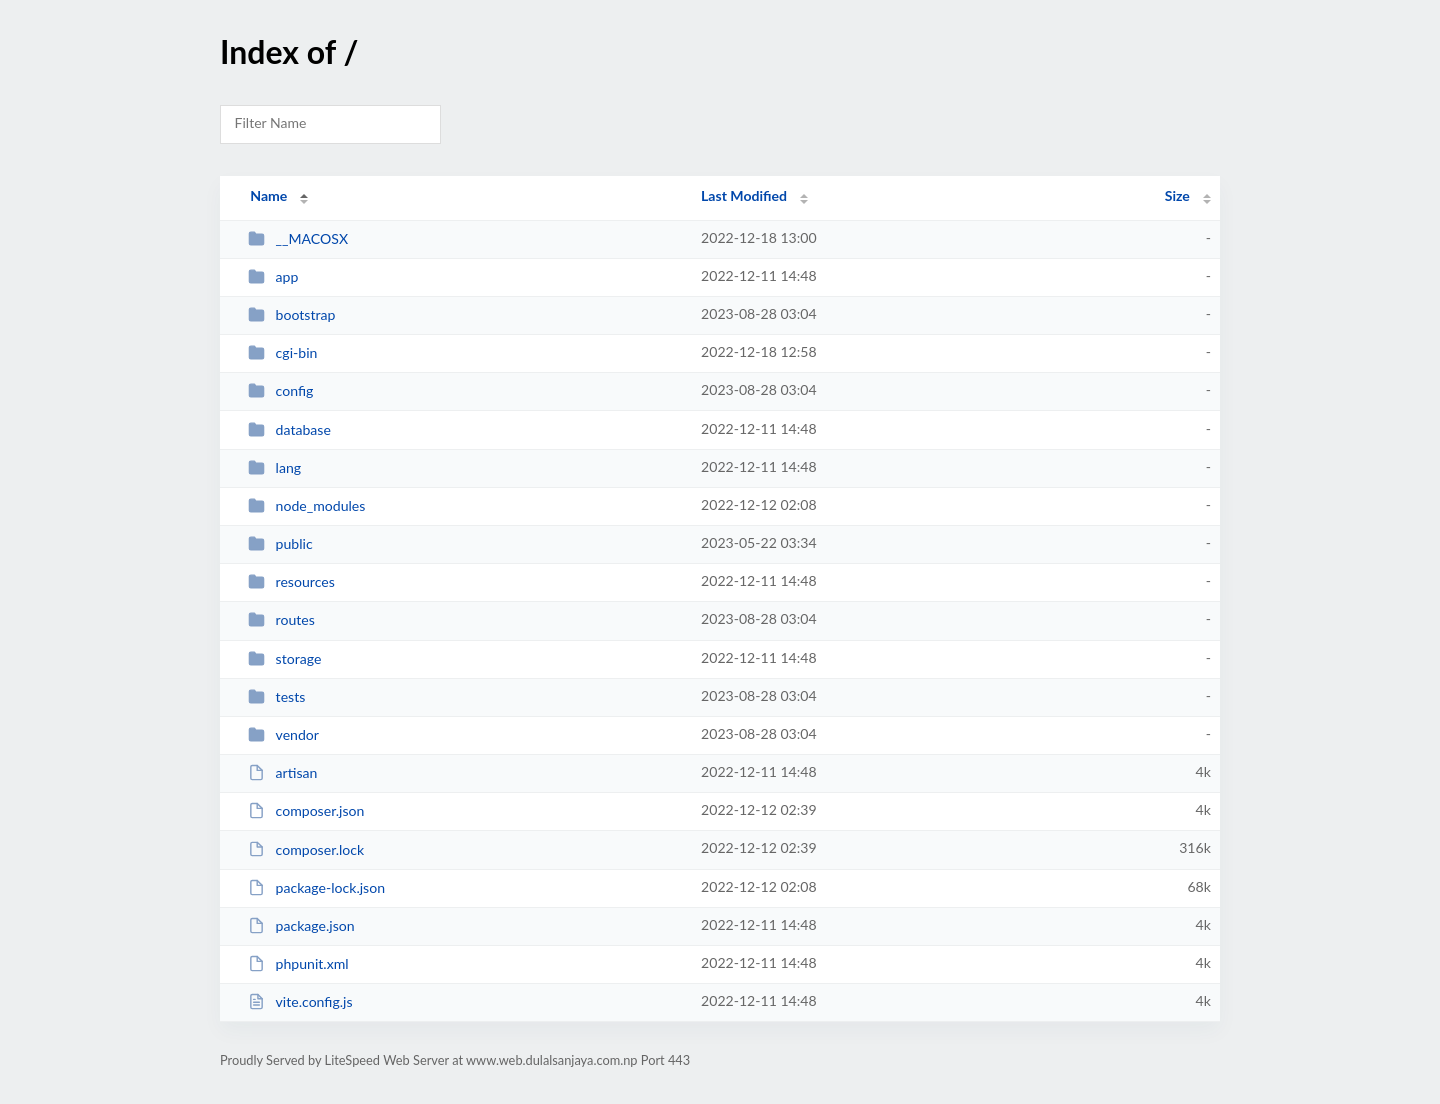 Index of /
Filter Name
Name Last Modified Size
__MACOSX 2022-12-18 13:00 -
app 2022-12-11 14:48 -
bootstrap 2023-08-28 03:04 -
cgi-bin 2022-12-18 12:58 -
config 2023-08-28 03:04 -
database 2022-12-11 14:48 -
lang 2022-12-11 14:48 -
node_modules 2022-12-12 02:08 -
public 2023-05-22 03:34 -
resources 2022-12-11 14:48 -
routes 2023-08-28 03:04 -
storage 2022-12-11 14:48 -
tests 2023-08-28 03:04 -
vendor 2023-08-28 03:04 -
artisan 2022-12-11 14:48 4k
composer.json 2022-12-12 02:39 4k
composer.lock 2022-12-12 02:39 316k
package-lock.json 2022-12-12 02:08 68k
package.json 2022-12-11 14:48 4k
phpunit.xml 2022-12-11 14:48 4k
vite.config.js 2022-12-11 14:48 4k
Proudly Served by LiteSpeed Web Server at www.web.dulalsanjaya.com.np Port 443